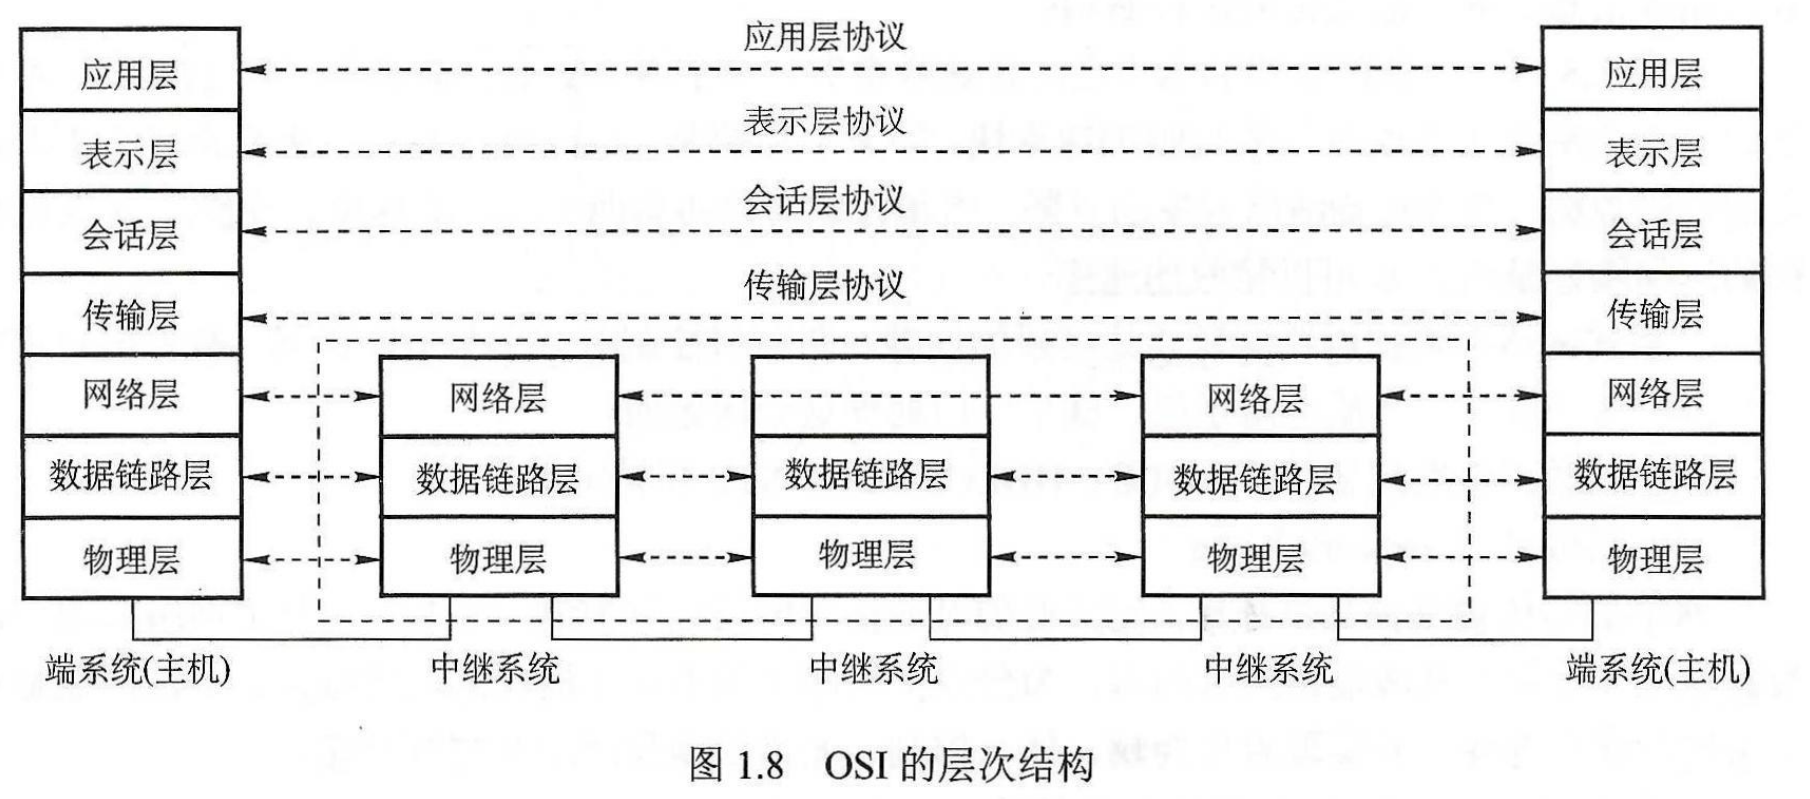 应用层协议
应用层 应用层
表示层协议
表示层 表示层
会话层协议
会话层 会话层
传输层协议
传输层 传输层
网络层 网络层 网络层 网络层
数据链路层 数据链路层 数据链路层 数据链路层 数据链路层
物理层 物理层 物理层 物理层 物理层
端系统(主机) 中继系统 中继系统 中继系统 端系统(主机)
图 1.8 OSI 的层次结构